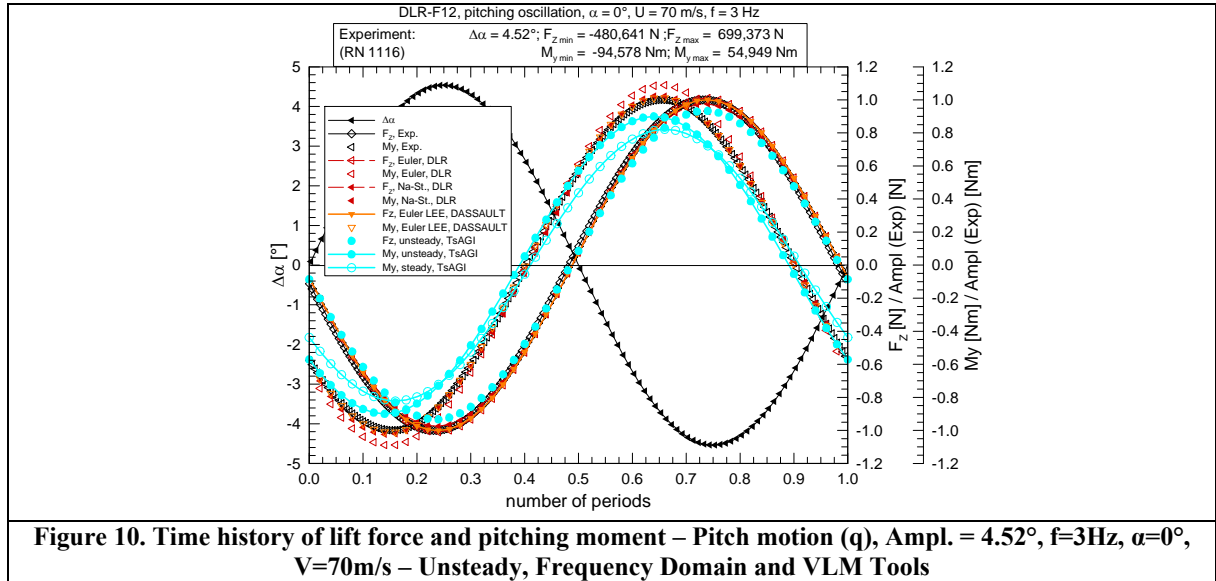 DLR-F12, pitching oscillation, α = 0°, U = 70 m/s, f = 3 Hz
Experiment: Δα = 4.52°; F_Z min = -480,641 N ;F_Z max = 699,373 N
(RN 1116) M_y min = -94,578 Nm; M_y max = 54,949 Nm
5
4
3
2
1
0
-1
-2
-3
-4
-5
Δα [°]
Δα
F_Z, Exp.
My, Exp.
F_Z, Euler, DLR
My, Euler, DLR
F_Z, Na-St., DLR
My, Na-St., DLR
Fz, Euler LEE, DASSAULT
My, Euler LEE, DASSAULT
Fz, unsteady, TsAGI
My, unsteady, TsAGI
My, steady, TsAGI
1.2
1.0
0.8
0.6
0.4
0.2
0.0
-0.2
-0.4
-0.6
-0.8
-1.0
-1.2
F_Z [N] / Ampl (Exp) [N]
1.2
1.0
0.8
0.6
0.4
0.2
0.0
-0.2
-0.4
-0.6
-0.8
-1.0
-1.2
My [Nm] / Ampl (Exp) [Nm]
0.0 0.1 0.2 0.3 0.4 0.5 0.6 0.7 0.8 0.9 1.0
number of periods
Figure 10. Time history of lift force and pitching moment – Pitch motion (q), Ampl. = 4.52°, f=3Hz, α=0°,
V=70m/s – Unsteady, Frequency Domain and VLM Tools